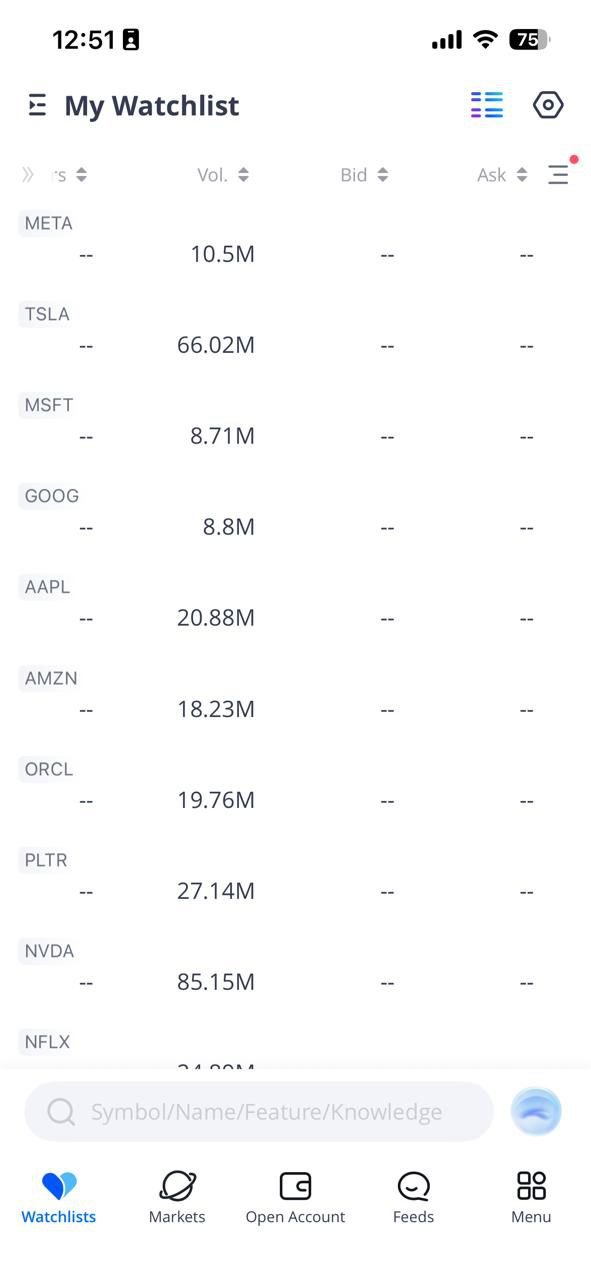 12:51
75
My Watchlist
Vol. Bid Ask
META
-- 10.5M -- --
TSLA
-- 66.02M -- --
MSFT
-- 8.71M -- --
GOOG
-- 8.8M -- --
AAPL
-- 20.88M -- --
AMZN
-- 18.23M -- --
ORCL
-- 19.76M -- --
PLTR
-- 27.14M -- --
NVDA
-- 85.15M -- --
NFLX
Symbol/Name/Feature/Knowledge
Watchlists Markets Open Account Feeds Menu